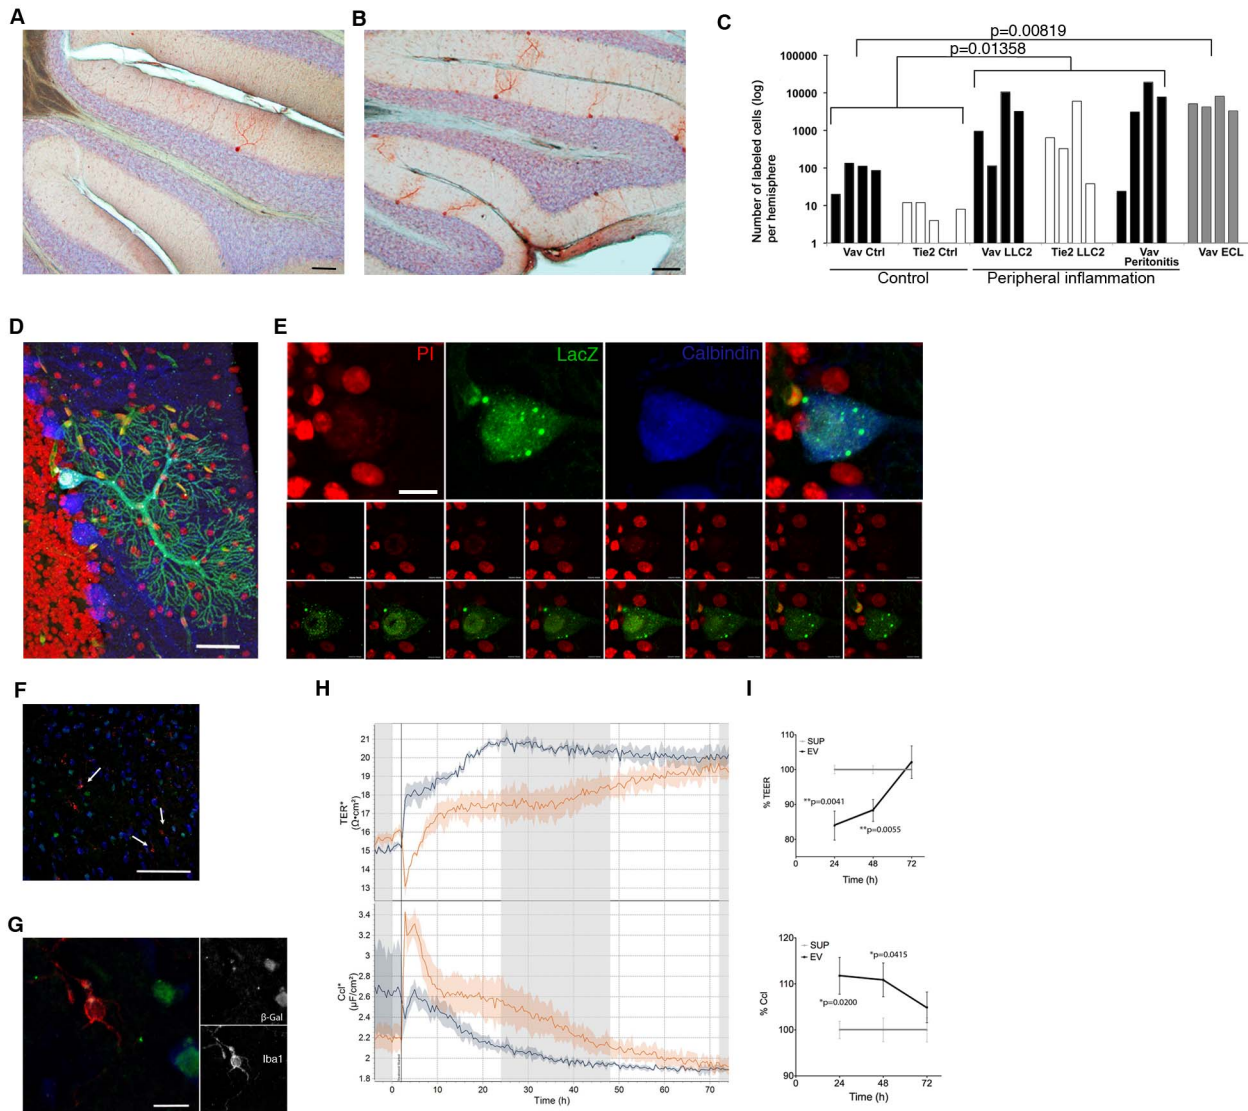 A
B
C
p=0.00819
p=0.01358
Number of labeled cells (log)
per hemisphere
100000
10000
1000
100
10
1
Vav Ctrl
Tie2 Ctrl
Vav LLC2
Tie2 LLC2
Vav
Peritonitis
Vav ECL
Control
Peripheral inflammation
D
E
PI
LacZ
Calbindin
F
G
β-Gal
Iba1
H
TER*
(Ω•cm²)
21
20
19
18
17
16
15
14
13
Ccl*
(µF/cm²)
3.4
3.2
3
2.8
2.6
2.4
2.2
2
1.8
0
10
20
30
40
50
60
70
Time (h)
I
SUP
EV
% TEER
110
100
90
80
**p=0.0041
**p=0.0055
0
24
48
72
Time (h)
SUP
EV
% Ccl
120
110
100
90
*p=0.0415
*p=0.0200
0
24
48
72
Time (h)